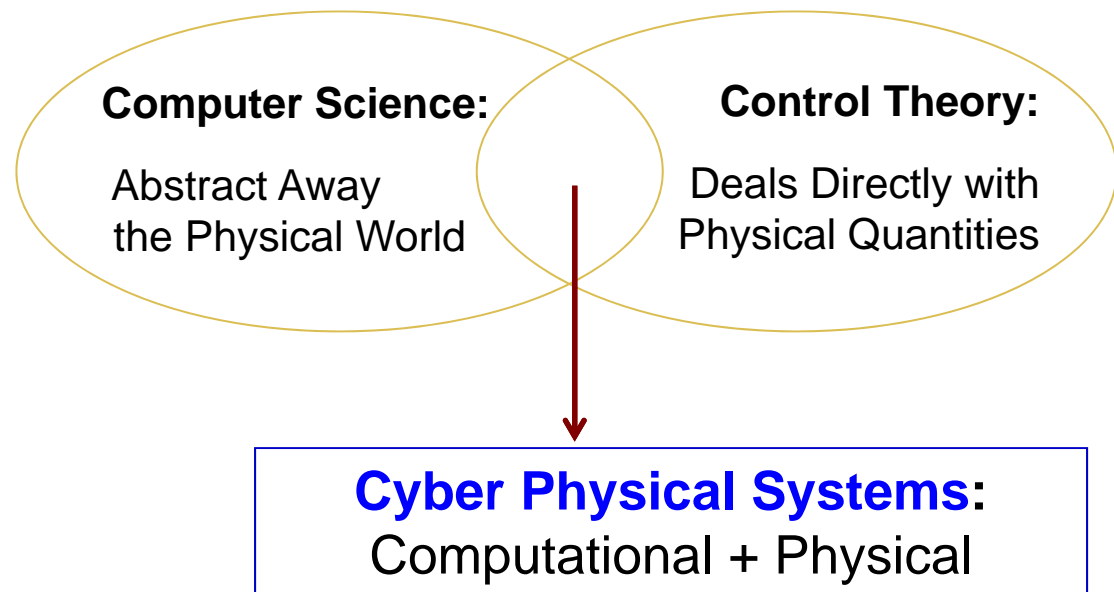 Computer Science:
Abstract Away
the Physical World
Control Theory:
Deals Directly with
Physical Quantities
Cyber Physical Systems:
Computational + Physical